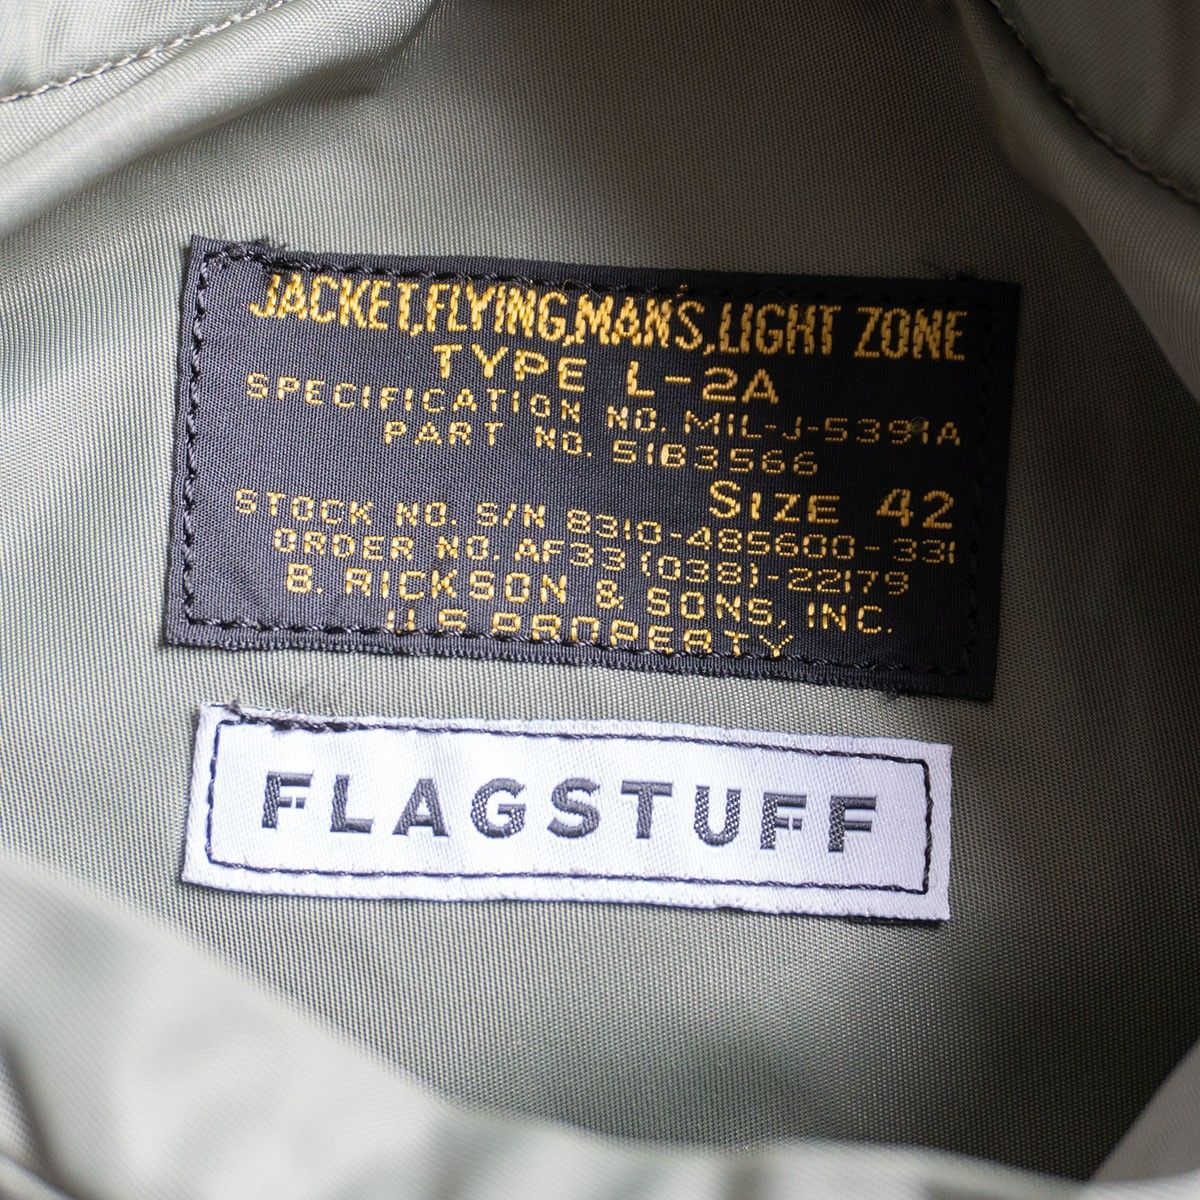 JACKET,FLYING,MAN'S,LIGHT ZONE
TYPE L-2A
SPECIFICATION NO. MIL-J-5391A
PART NO. 51B3566
SIZE 42
STOCK NO. S/N 8310-485600-331
ORDER NO. AF33 (038)-22179
B. RICKSON & SONS, INC.
U.S PROPERTY
FLAGSTUFF